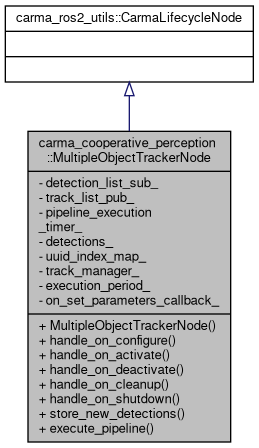 carma_ros2_utils::CarmaLifecycleNode
carma_cooperative_perception
::MultipleObjectTrackerNode
- detection_list_sub_
- track_list_pub_
- pipeline_execution
_timer_
- detections_
- uuid_index_map_
- track_manager_
- execution_period_
- on_set_parameters_callback_
+ MultipleObjectTrackerNode()
+ handle_on_configure()
+ handle_on_activate()
+ handle_on_deactivate()
+ handle_on_cleanup()
+ handle_on_shutdown()
+ store_new_detections()
+ execute_pipeline()